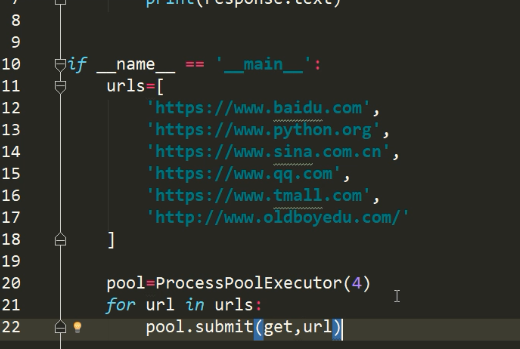 7 print(response.text)
8
9
10 if __name__ == '__main__':
11 urls=[
12 'https://www.baidu.com',
13 'https://www.python.org',
14 'https://www.sina.com.cn',
15 'https://www.qq.com',
16 'https://www.tmall.com',
17 'http://www.oldboyedu.com/'
18 ]
19
20 pool=ProcessPoolExecutor(4)
21 for url in urls:
22 pool.submit(get,url)